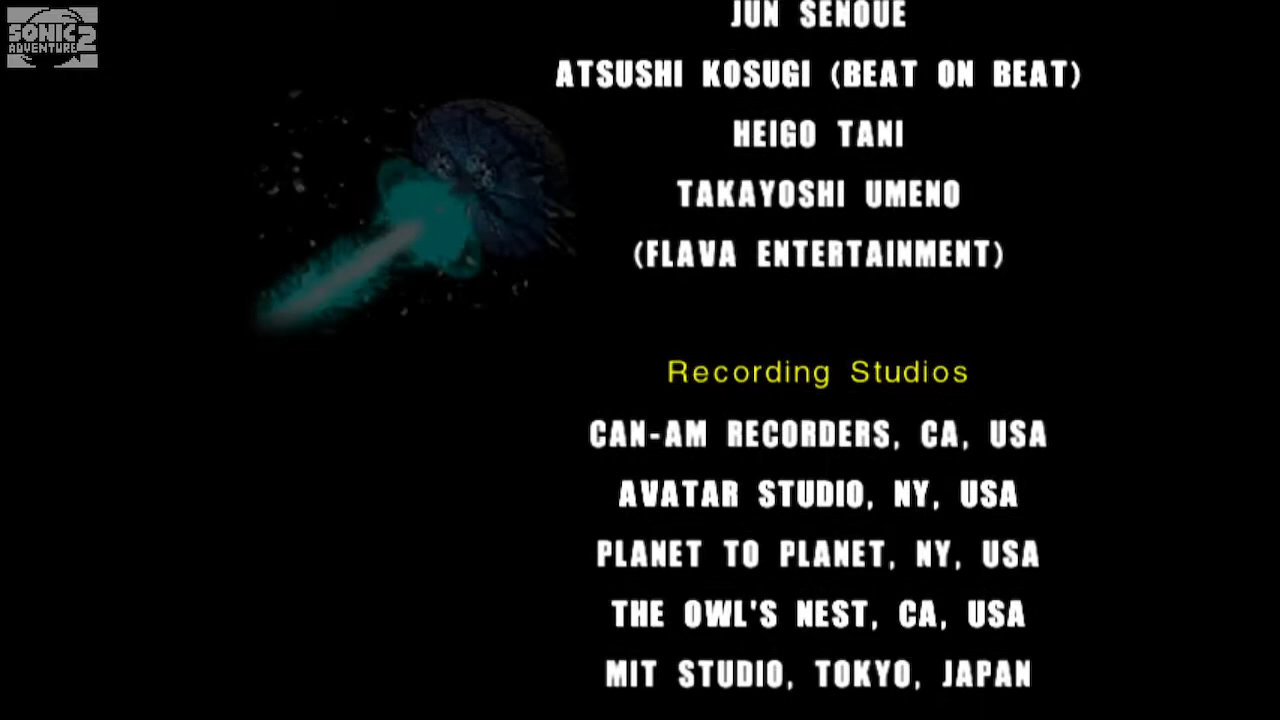 SONIC
ADVENTURE 2
JUN SENOUE
ATSUSHI KOSUGI (BEAT ON BEAT)
HEIGO TANI
TAKAYOSHI UMENO
(FLAVA ENTERTAINMENT)
Recording Studios
CAN-AM RECORDERS, CA, USA
AVATAR STUDIO, NY, USA
PLANET TO PLANET, NY, USA
THE OWL'S NEST, CA, USA
MIT STUDIO, TOKYO, JAPAN